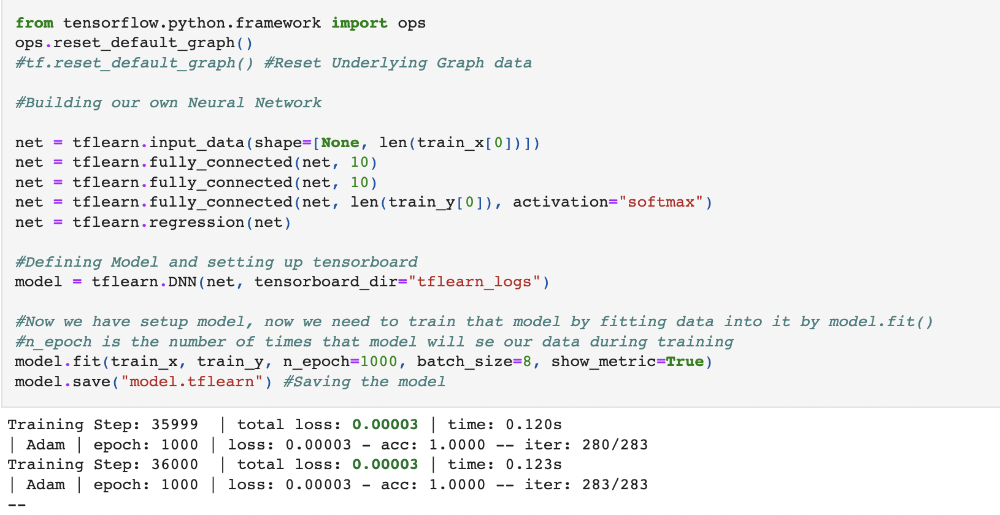 from tensorflow.python.framework import ops
ops.reset_default_graph()
#tf.reset_default_graph() #Reset Underlying Graph data
#Building our own Neural Network
net = tflearn.input_data(shape=[None, len(train_x[0])])
net = tflearn.fully_connected(net, 10)
net = tflearn.fully_connected(net, 10)
net = tflearn.fully_connected(net, len(train_y[0]), activation="softmax")
net = tflearn.regression(net)
#Defining Model and setting up tensorboard
model = tflearn.DNN(net, tensorboard_dir="tflearn_logs")
#Now we have setup model, now we need to train that model by fitting data into it by model.fit()
#n_epoch is the number of times that model will se our data during training
model.fit(train_x, train_y, n_epoch=1000, batch_size=8, show_metric=True)
model.save("model.tflearn") #Saving the model
Training Step: 35999  | total loss: 0.00003 | time: 0.120s
| Adam | epoch: 1000 | loss: 0.00003 - acc: 1.0000 -- iter: 280/283
Training Step: 36000  | total loss: 0.00003 | time: 0.123s
| Adam | epoch: 1000 | loss: 0.00003 - acc: 1.0000 -- iter: 283/283
--